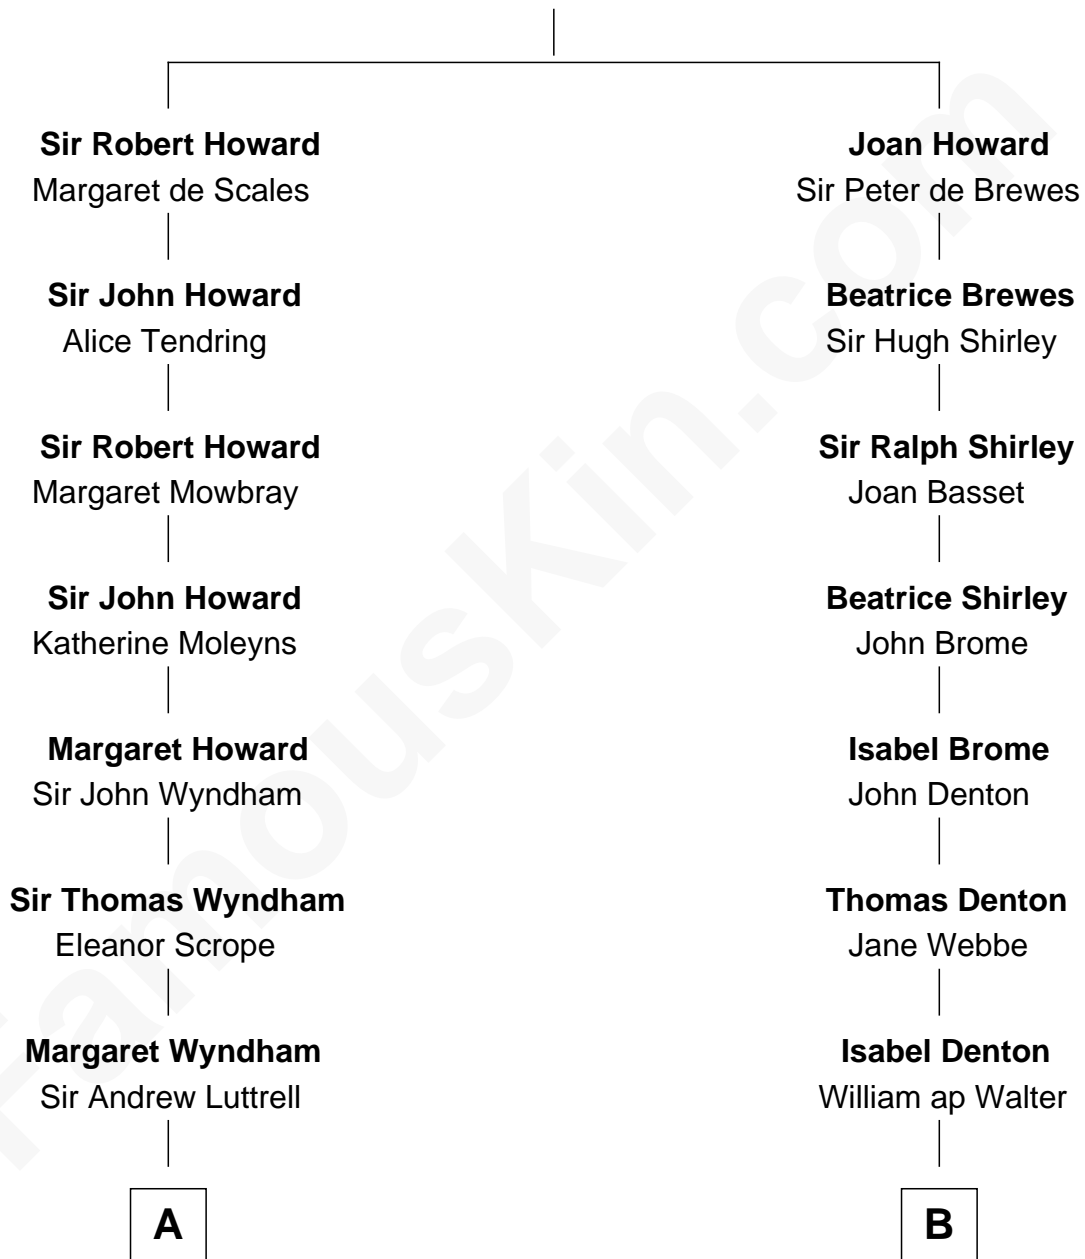 Sir Robert Howard
Margaret de Scales
Sir John Howard
Alice Tendring
Sir Robert Howard
Margaret Mowbray
Sir John Howard
Katherine Moleyns
Margaret Howard
Sir John Wyndham
Sir Thomas Wyndham
Eleanor Scrope
Margaret Wyndham
Sir Andrew Luttrell
A
Joan Howard
Sir Peter de Brewes
Beatrice Brewes
Sir Hugh Shirley
Sir Ralph Shirley
Joan Basset
Beatrice Shirley
John Brome
Isabel Brome
John Denton
Thomas Denton
Jane Webbe
Isabel Denton
William ap Walter
B
FamousKin.com